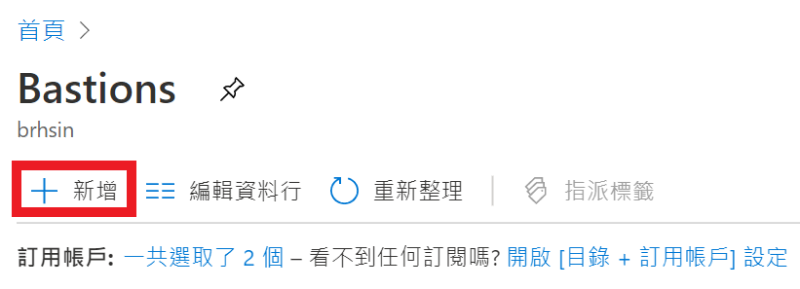 首頁 >
Bastions
brhsin
新增 編輯資料行 重新整理 指派標籤
訂用帳戶: 一共選取了 2 個 – 看不到任何訂閱嗎? 開啟 [目錄 + 訂用帳戶] 設定